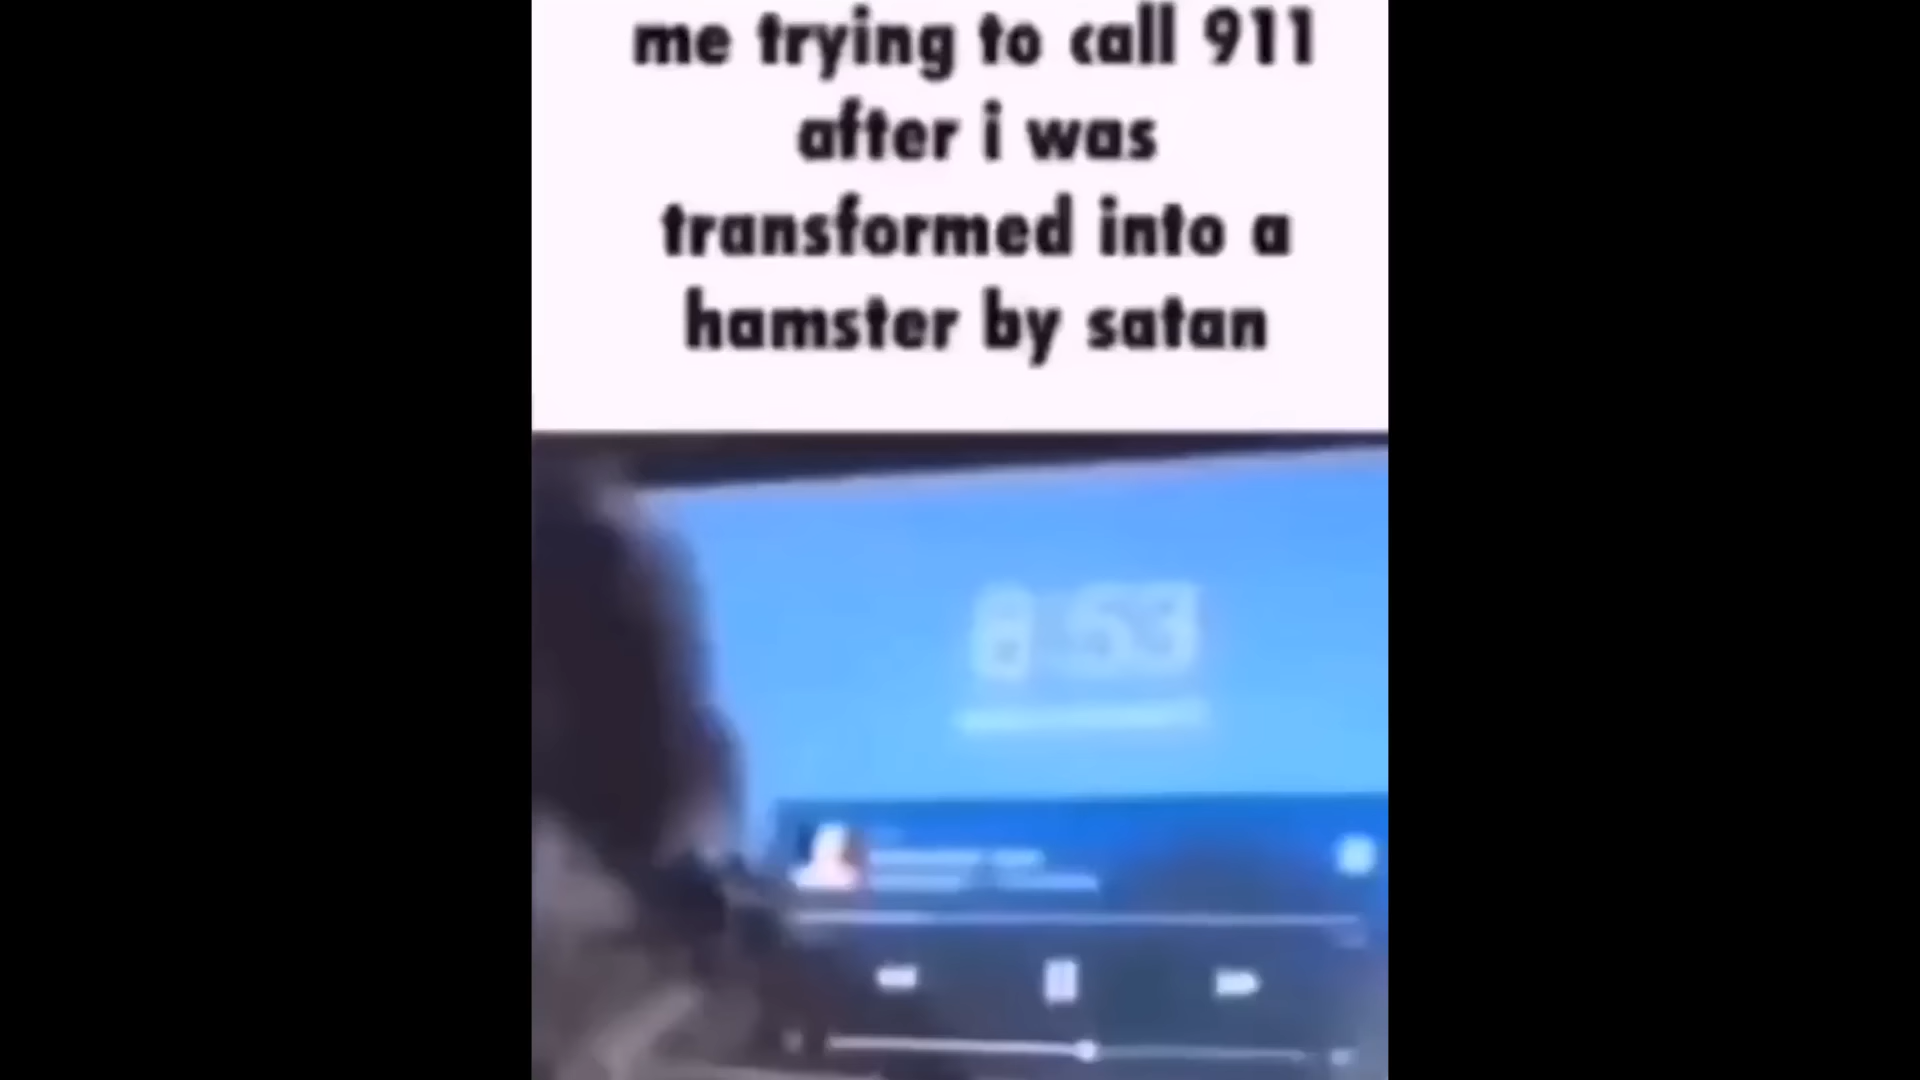 me trying to call 911
after i was
transformed into a
hamster by satan
8:53